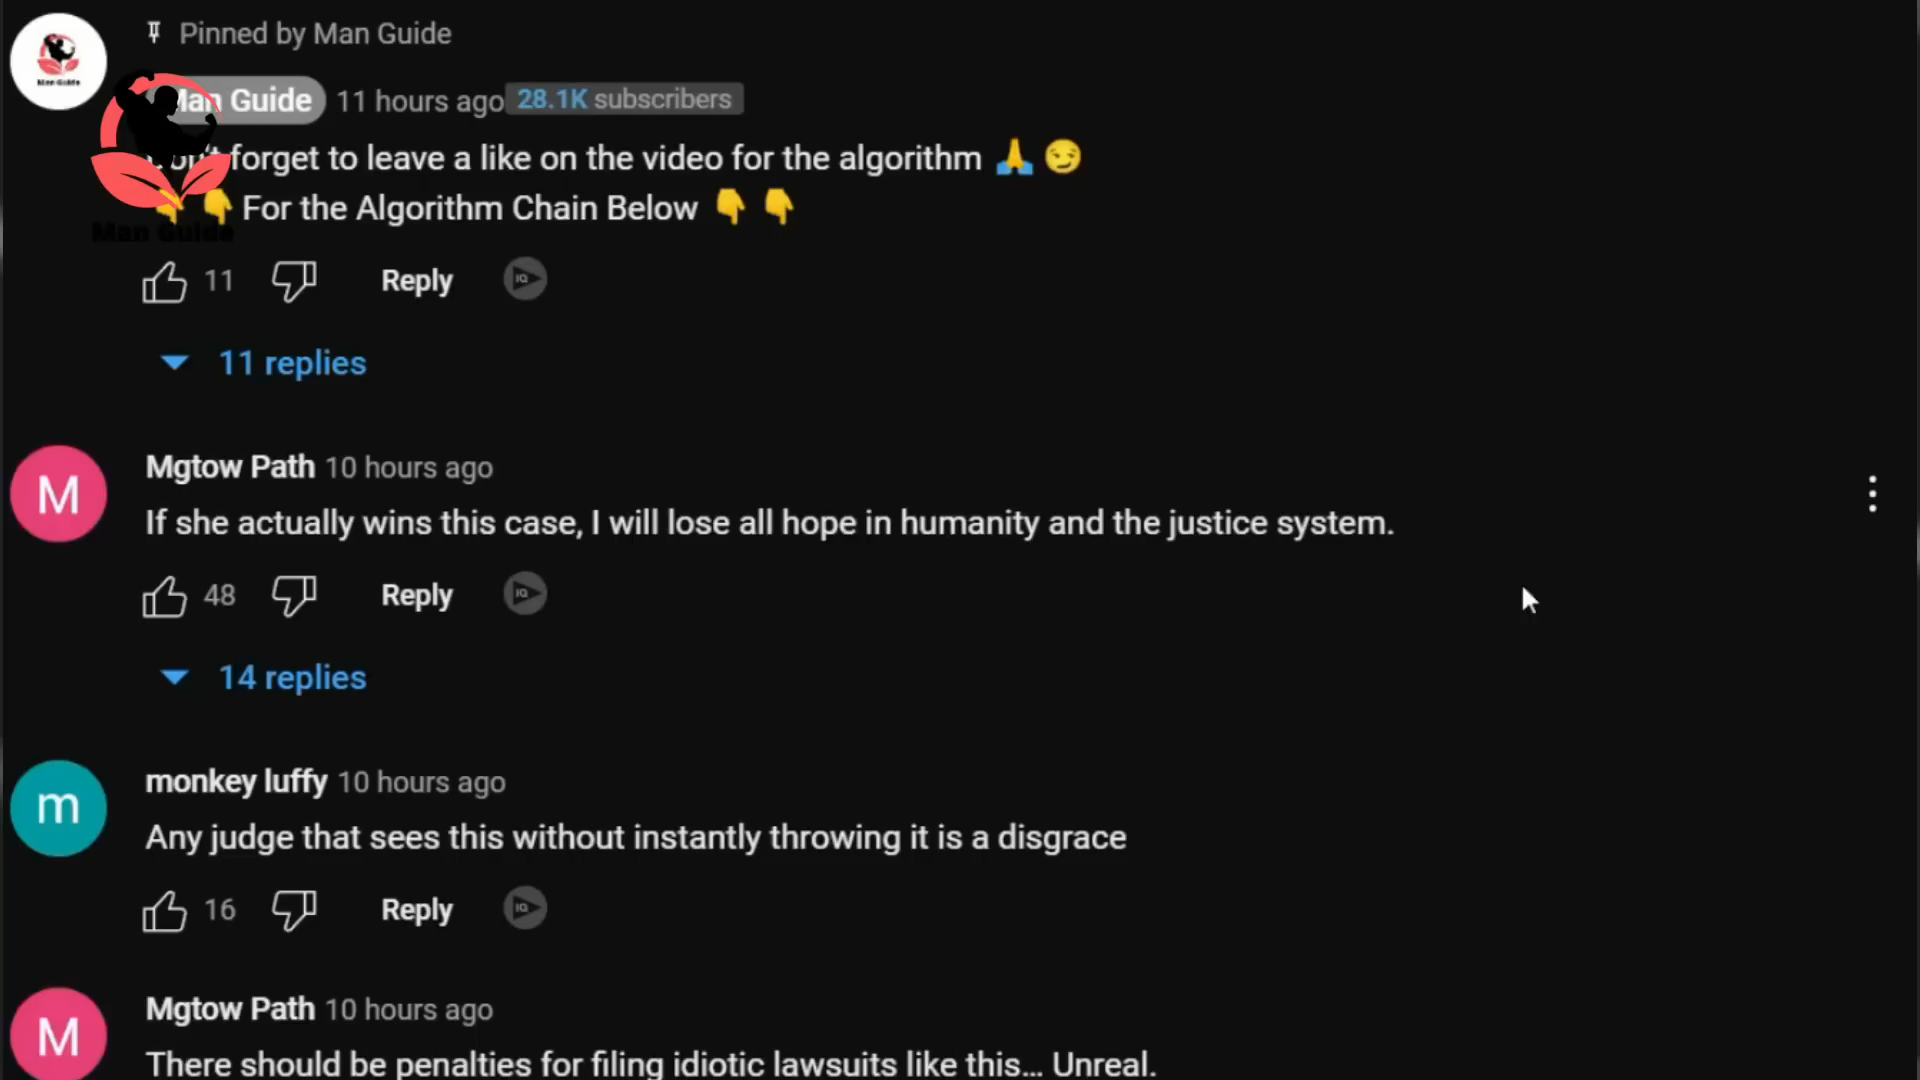 Pinned by Man Guide
Man Guide 11 hours ago 28.1K subscribers
forget to leave a like on the video for the algorithm 🙏 😏
👇 👇 For the Algorithm Chain Below 👇 👇
Man Guide
11 Reply
11 replies
M
Mgtow Path 10 hours ago
If she actually wins this case, I will lose all hope in humanity and the justice system.
48 Reply
14 replies
m
monkey luffy 10 hours ago
Any judge that sees this without instantly throwing it is a disgrace
16 Reply
M
Mgtow Path 10 hours ago
There should be penalties for filing idiotic lawsuits like this... Unreal.